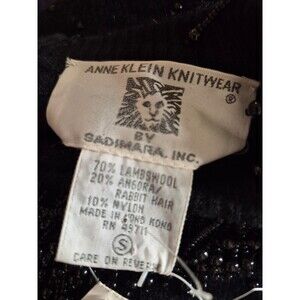 ANNE KLEIN KNITWEAR
®
BY
SADIMARA, INC.
70% LAMBSWOOL
20% ANGORA/
RABBIT HAIR
10% NYLON
MADE IN HONG KONG
RN
S
CARE ON REVERSE